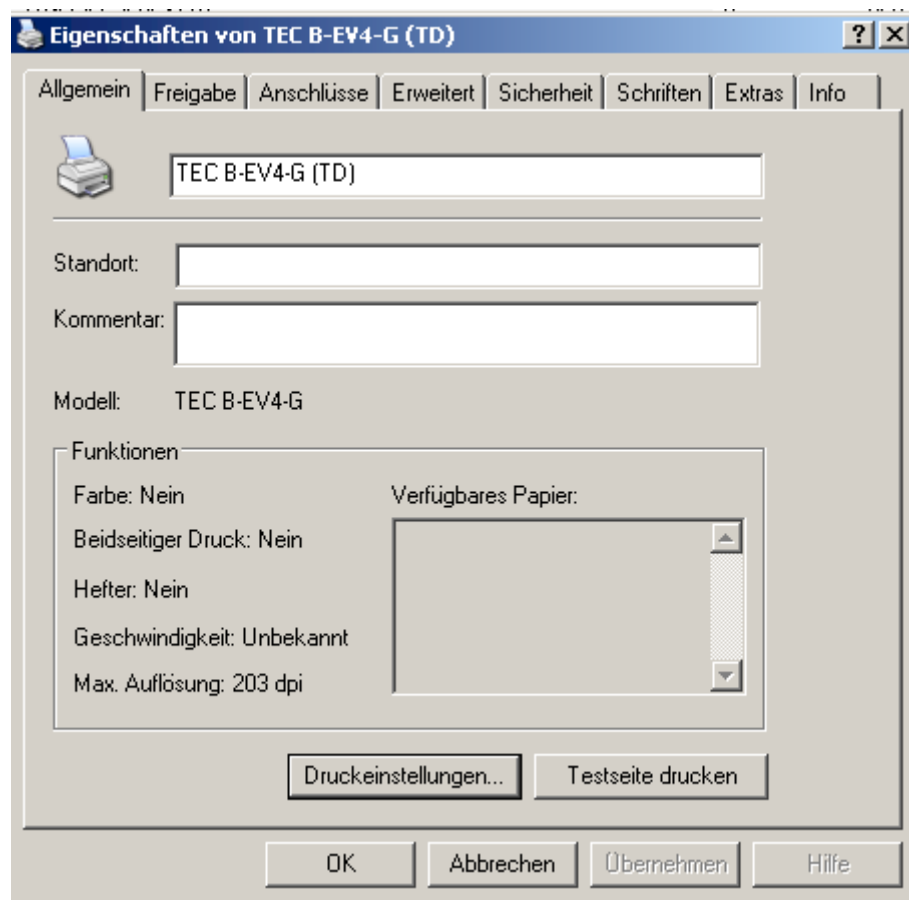 Eigenschaften von TEC B-EV4-G (TD)
Allgemein Freigabe Anschlüsse Erweitert Sicherheit Schriften Extras Info
TEC B-EV4-G (TD)
Standort:
Kommentar:
Modell: TEC B-EV4-G
Funktionen
Farbe: Nein Verfügbares Papier:
Beidseitiger Druck: Nein
Hefter: Nein
Geschwindigkeit: Unbekannt
Max. Auflösung: 203 dpi
Druckeinstellungen... Testseite drucken
OK Abbrechen Übernehmen Hilfe